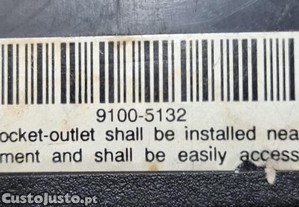 9100-5132
ocket-outlet shall be installed nea
ment and shall be easily access
CustoJusto.pt